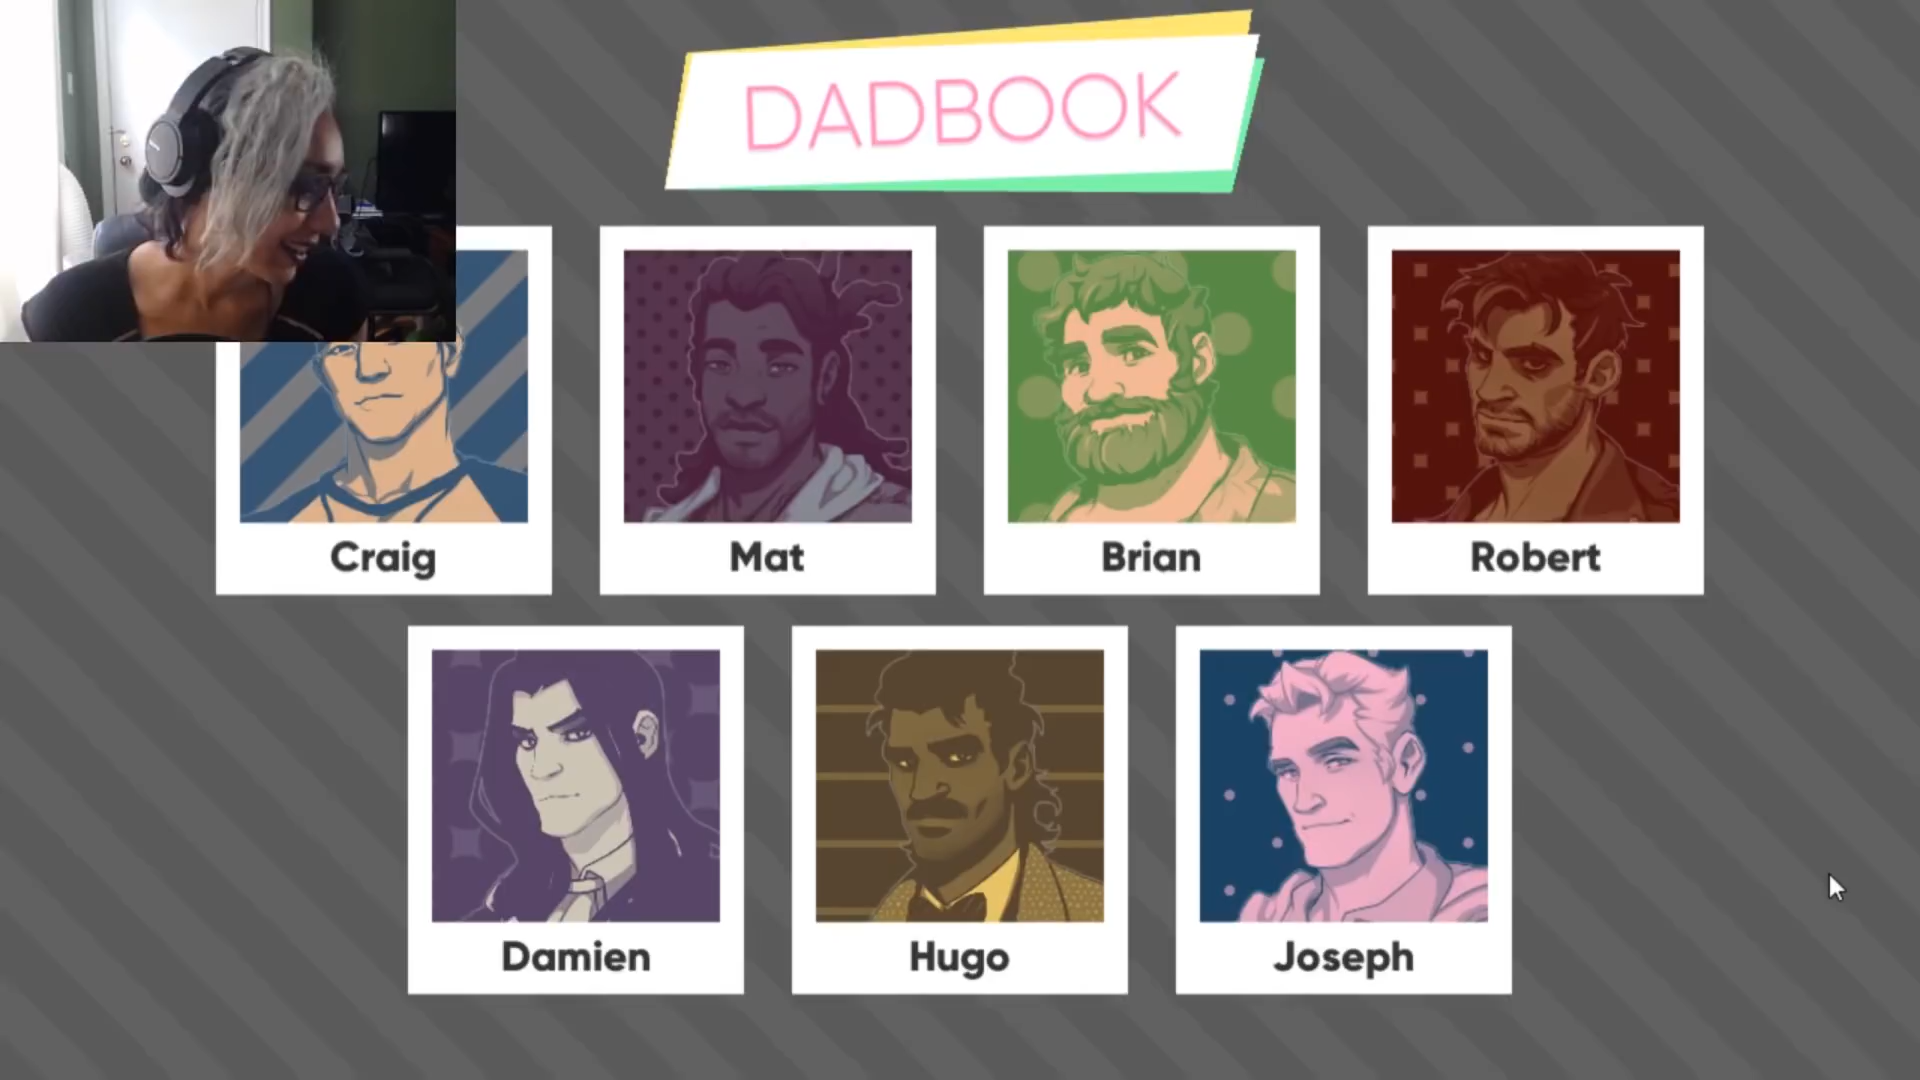 DADBOOK
Craig
Mat
Brian
Robert
Damien
Hugo
Joseph